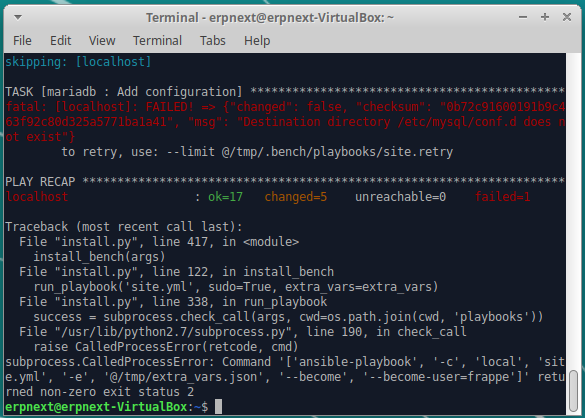 Terminal - erpnext@erpnext-VirtualBox: ~
File Edit View Terminal Tabs Help
skipping: [localhost]
TASK [mariadb : Add configuration] *********************************************
fatal: [localhost]: FAILED! => {"changed": false, "checksum": "0b72c91600191b9c4
63f92c80d325a5771ba1a41", "msg": "Destination directory /etc/mysql/conf.d does n
ot exist"}
to retry, use: --limit @/tmp/.bench/playbooks/site.retry
PLAY RECAP *********************************************************************
localhost : ok=17 changed=5 unreachable=0 failed=1
Traceback (most recent call last):
File "install.py", line 417, in <module>
install_bench(args)
File "install.py", line 122, in install_bench
run_playbook('site.yml', sudo=True, extra_vars=extra_vars)
File "install.py", line 338, in run_playbook
success = subprocess.check_call(args, cwd=os.path.join(cwd, 'playbooks'))
File "/usr/lib/python2.7/subprocess.py", line 190, in check_call
raise CalledProcessError(retcode, cmd)
subprocess.CalledProcessError: Command '['ansible-playbook', '-c', 'local', 'sit
e.yml', '-e', '@/tmp/extra_vars.json', '--become', '--become-user=frappe']' retu
rned non-zero exit status 2
erpnext@erpnext-VirtualBox:~$